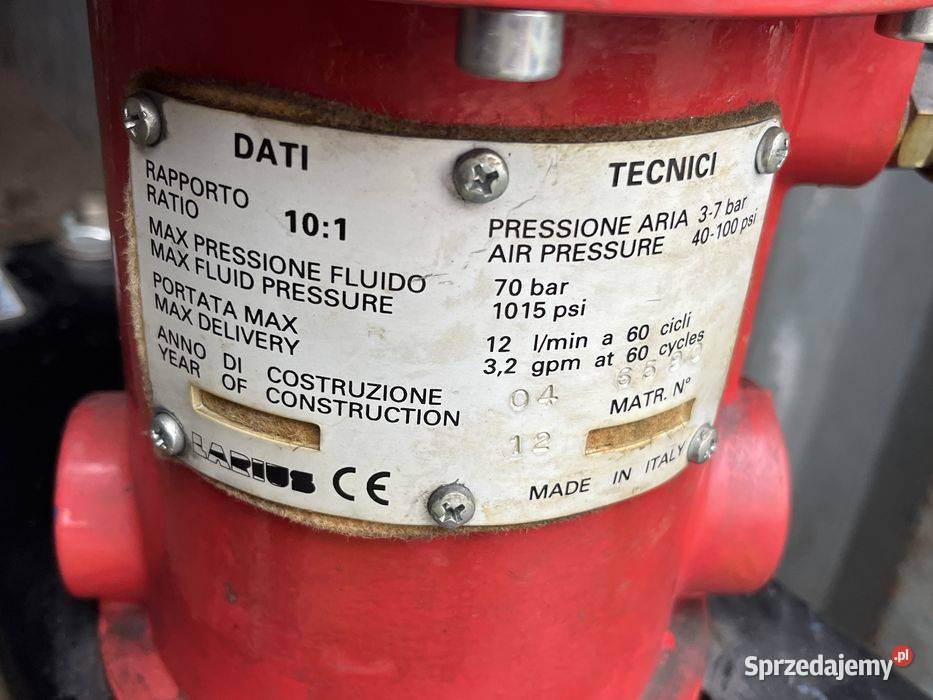 DATI TECNICI
RAPPORTO
RATIO
10:1
PRESSIONE ARIA 3-7 bar
AIR PRESSURE 40-100 psi
MAX PRESSIONE FLUIDO 70 bar
MAX FLUID PRESSURE 1015 psi
PORTATA MAX 12 l/min a 60 cicli
MAX DELIVERY 3,2 gpm at 60 cycles
ANNO DI COSTRUZIONE 04
YEAR OF CONSTRUCTION 12
MATR. N°
LARIUS CE
MADE IN ITALY
Sprzedajemy.pl